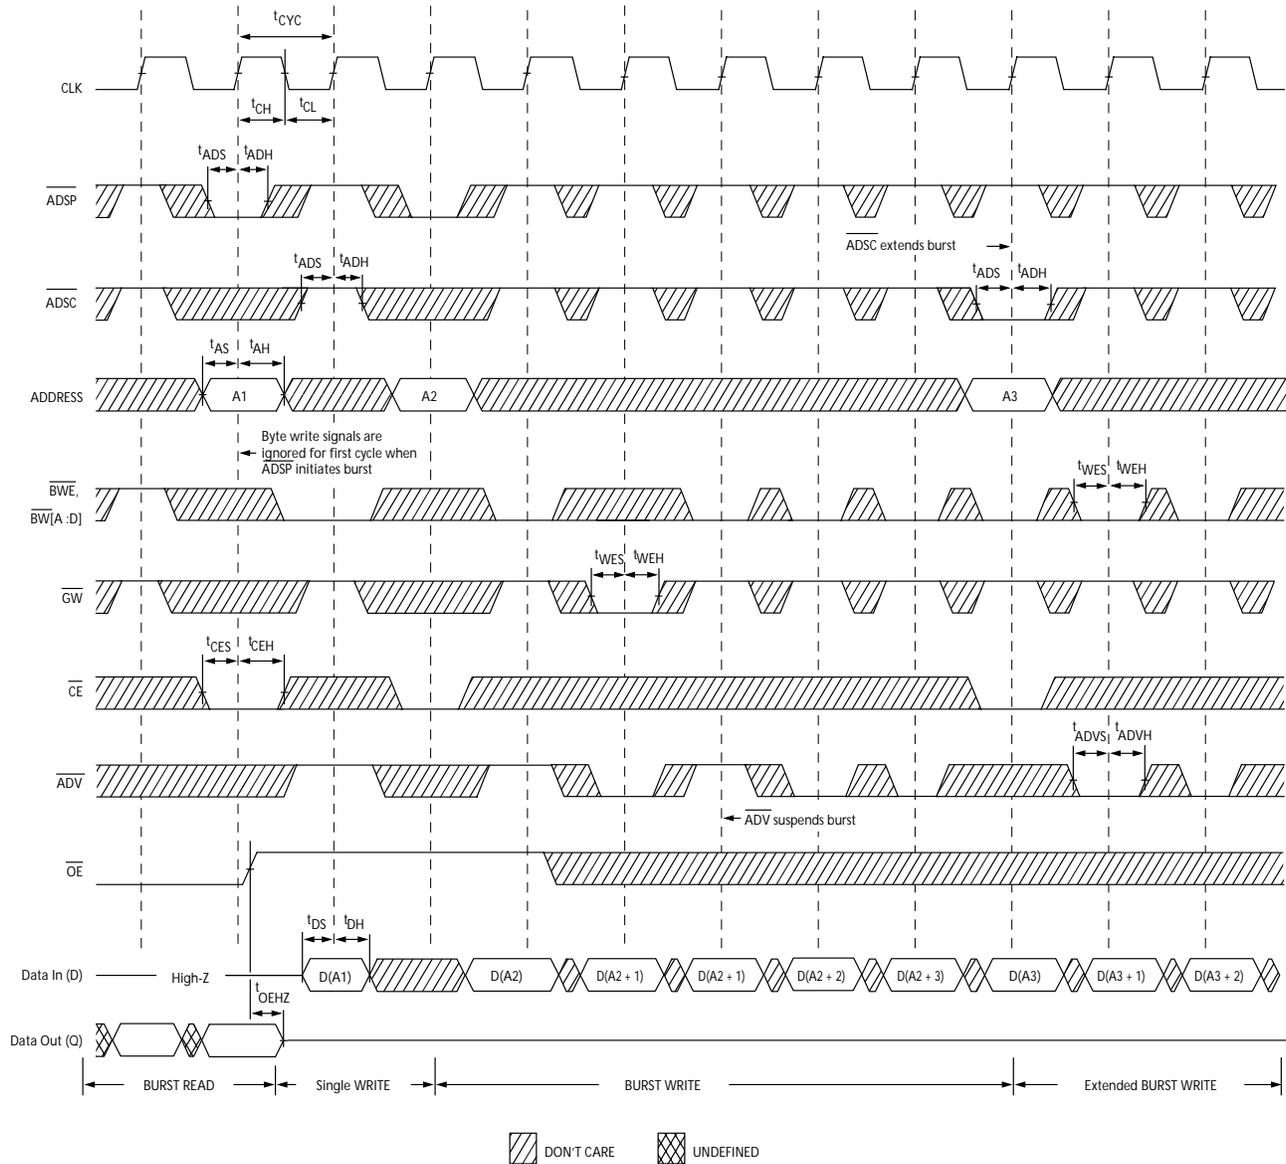 tCYC
CLK
tCH tCL
tADS tADH
ADSP
ADSC extends burst
tADS tADH
tADS tADH
ADSC
tAS tAH
ADDRESS A1 A2 A3
Byte write signals are
ignored for first cycle when
ADSP initiates burst
tWES tWEH
BWE,
BW[A :D]
tWES tWEH
GW
tCES tCEH
CE
tADVS tADVH
ADV
ADV suspends burst
OE
tDS tDH
Data In (D) High-Z D(A1) D(A2) D(A2 + 1) D(A2 + 1) D(A2 + 2) D(A2 + 3) D(A3) D(A3 + 1) D(A3 + 2)
tOEHZ
Data Out (Q)
BURST READ Single WRITE BURST WRITE Extended BURST WRITE
DON'T CARE UNDEFINED